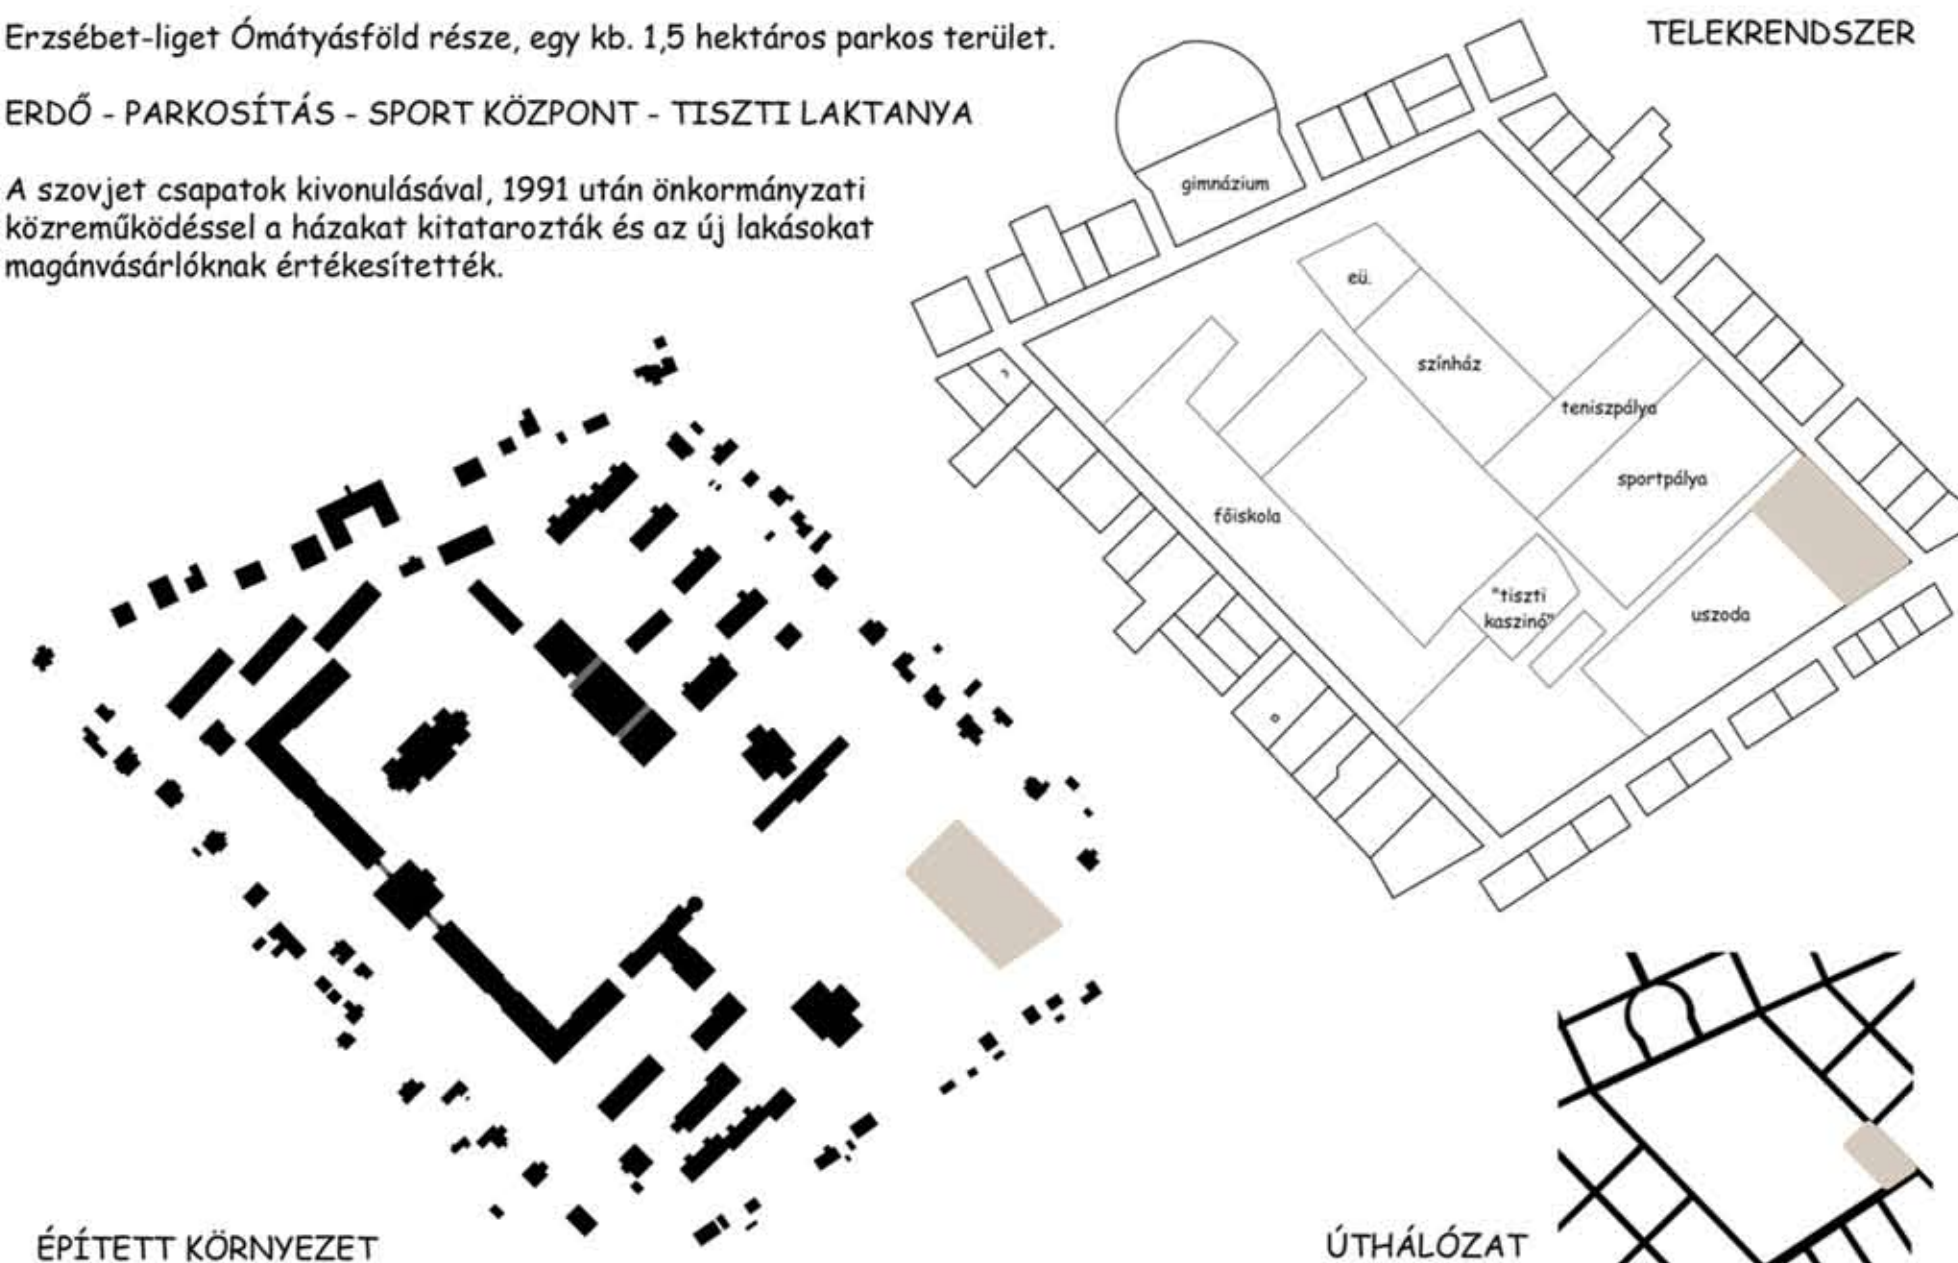 Erzsébet-liget Ómátyásföld része, egy kb. 1,5 hektáros parkos terület.
ERDŐ - PARKOSÍTÁS - SPORT KÖZPONT - TISZTI LAKTANYA
A szovjet csapatok kivonulásával, 1991 után önkormányzati
közreműködéssel a házakat kitatarozták és az új lakásokat
magánvásárlóknak értékesítették.
TELEKRENDSZER
gimnázium
eü.
színház
teniszpálya
sportpálya
főiskola
"tiszti
kaszinó"
uszoda
ÉPÍTETT KÖRNYEZET
ÚTHÁLÓZAT